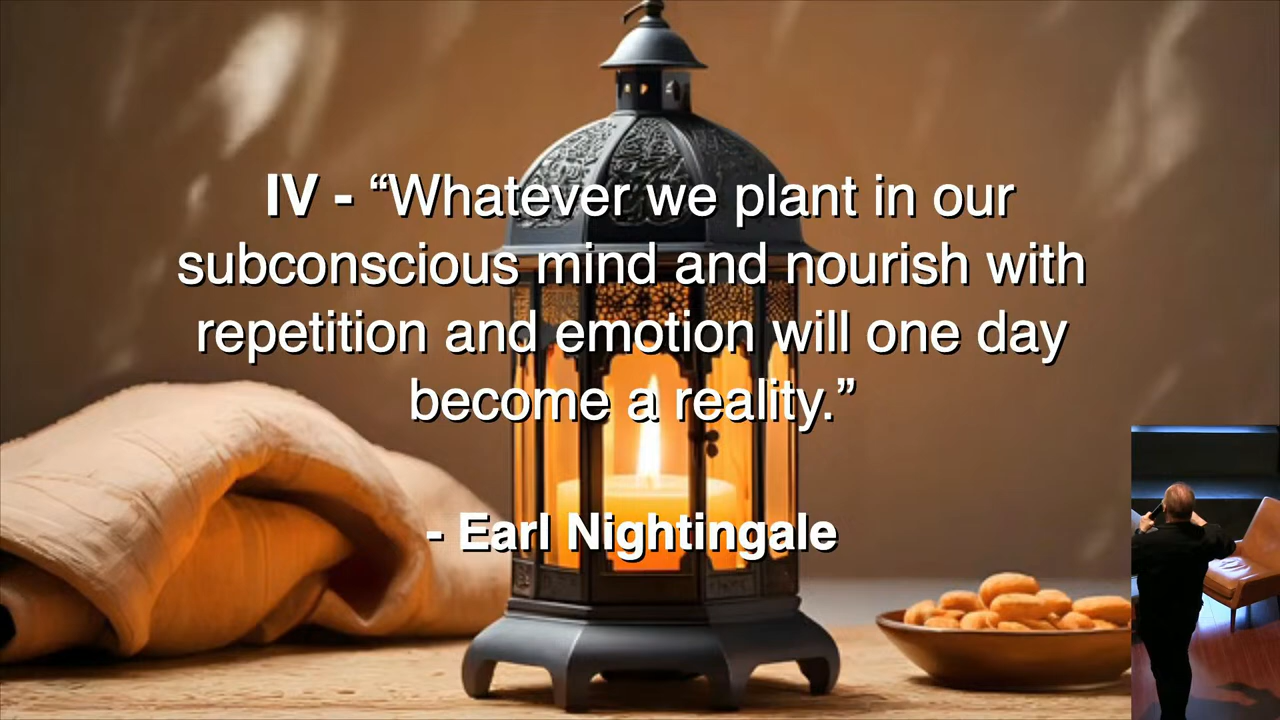 IV - “Whatever we plant in our
subconscious mind and nourish with
repetition and emotion will one day
become a reality.”
- Earl Nightingale